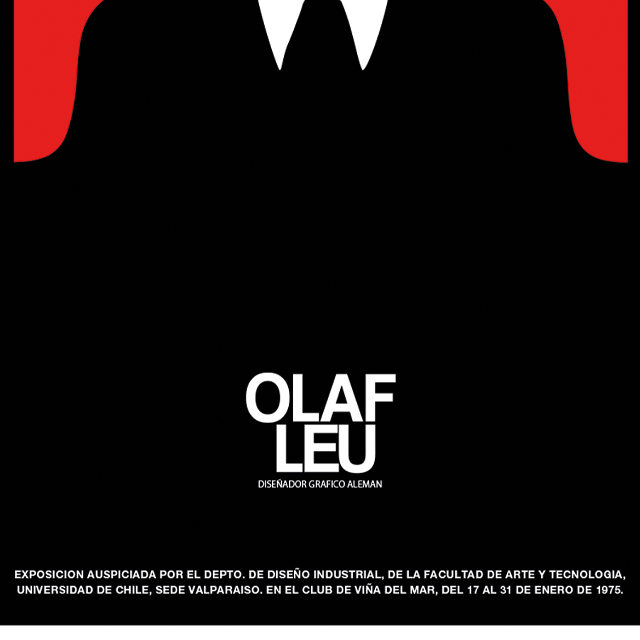 OLAF
LEU
DISEÑADOR GRAFICO ALEMAN
EXPOSICION AUSPICIADA POR EL DEPTO. DE DISEÑO INDUSTRIAL, DE LA FACULTAD DE ARTE Y TECNOLOGIA,
UNIVERSIDAD DE CHILE, SEDE VALPARAISO. EN EL CLUB DE VIÑA DEL MAR, DEL 17 AL 31 DE ENERO DE 1975.